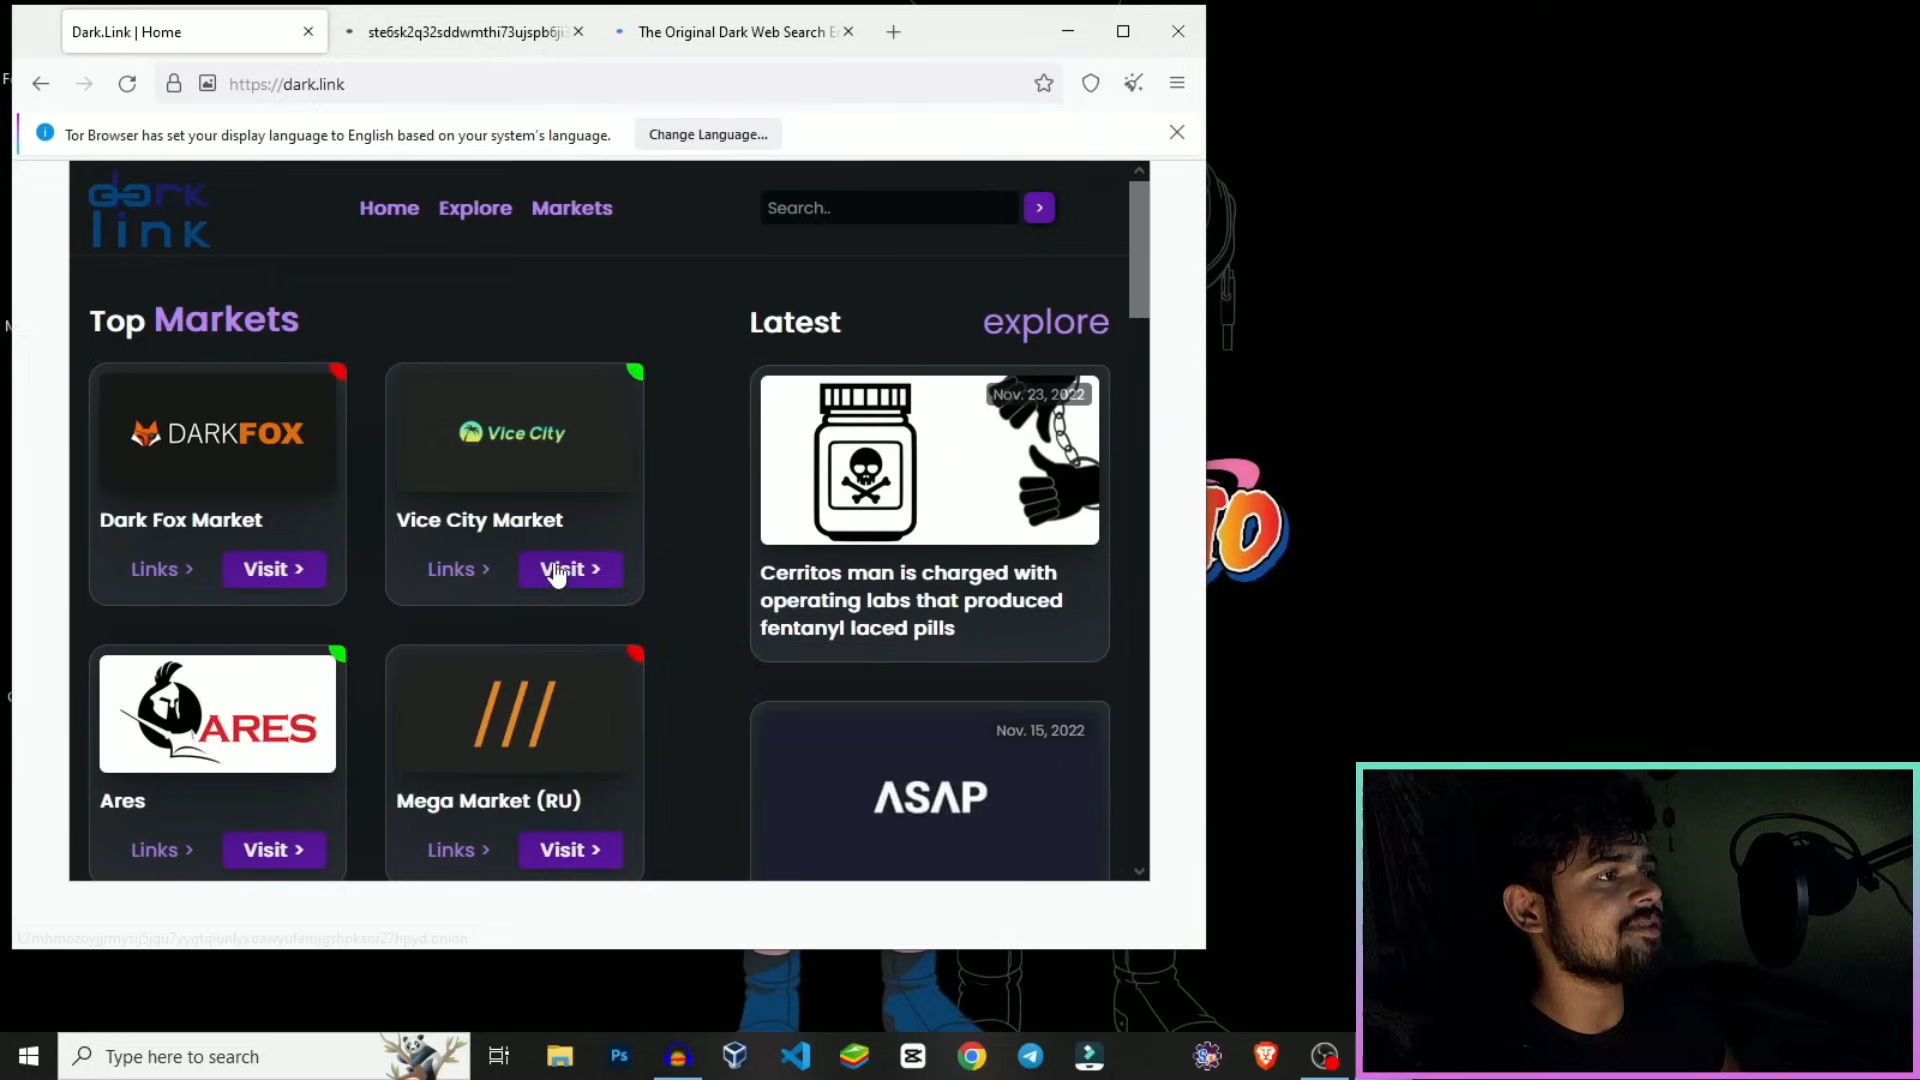 Dark.Link | Home
ste6sk2q32sddwmthi73ujspb6ji3
The Original Dark Web Search E
https://dark.link
Tor Browser has set your display language to English based on your system's language.
Change Language...
dark
link
Home
Explore
Markets
Search..
>
Top Markets
Latest
explore
DARKFOX
Vice City
Nov. 23, 2022
Dark Fox Market
Vice City Market
Links >
Visit >
Links >
Visit >
Cerritos man is charged with
operating labs that produced
fentanyl laced pills
ARES
///
Nov. 15, 2022
ASAP
Ares
Mega Market (RU)
Links >
Visit >
Links >
Visit >
Type here to search
Ps